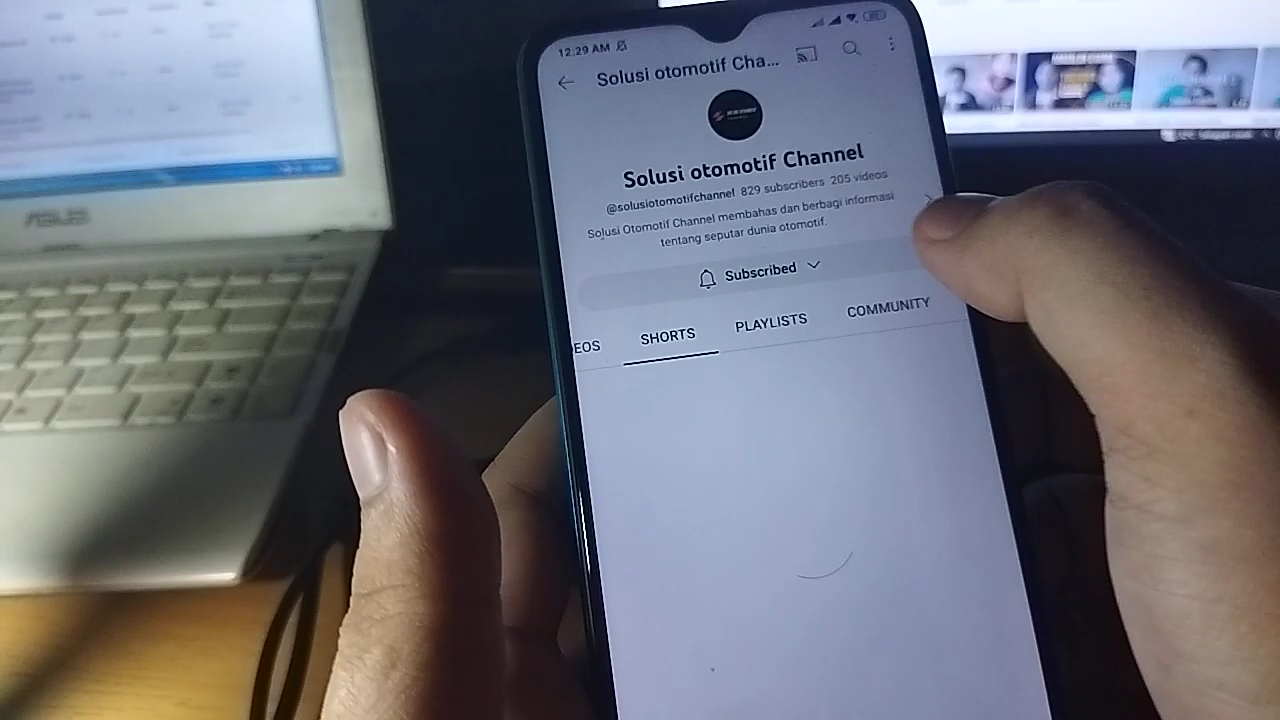 12:29 AM
Solusi otomotif Cha...
Solusi otomotif Channel
@solusiotomotifchannel 829 subscribers 205 videos
Solusi Otomotif Channel membahas dan berbagi informasi
tentang seputar dunia otomotif.
Subscribed
EOS SHORTS PLAYLISTS COMMUNITY
ASUS